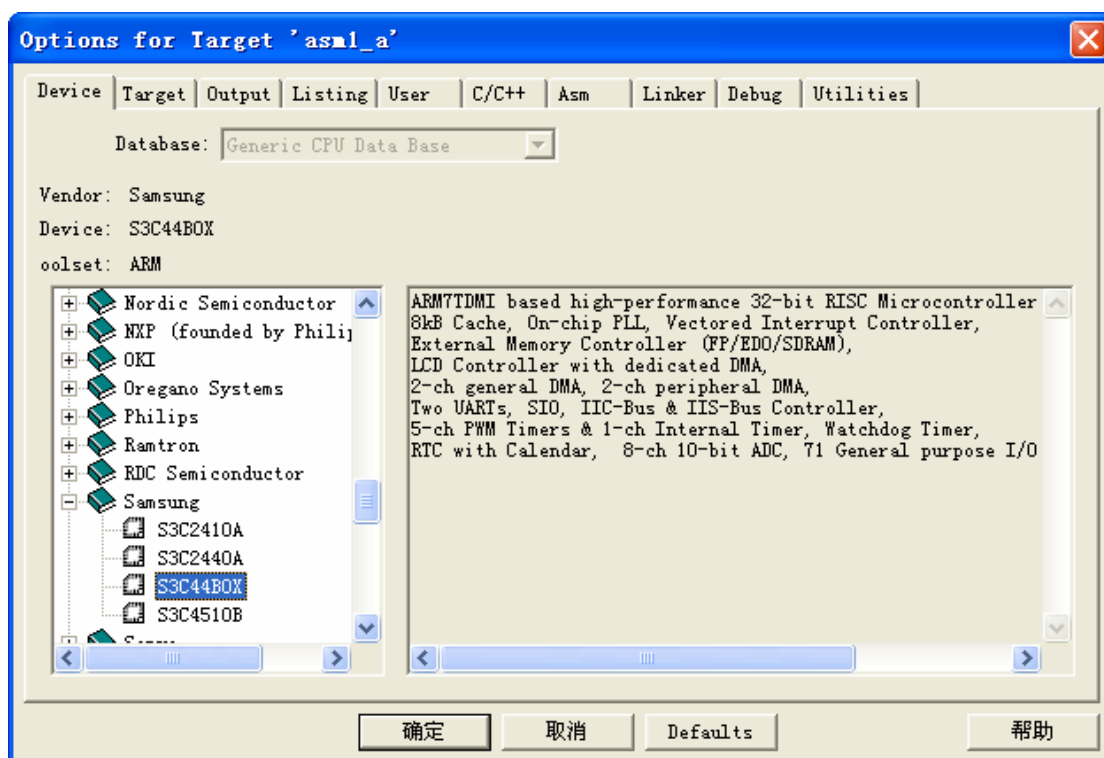 Options for Target 'asm1_a'
Device Target Output Listing User C/C++ Asm Linker Debug Utilities
Database: Generic CPU Data Base
Vendor: Samsung
Device: S3C44B0X
oolset: ARM
Nordic Semiconductor
NXP (founded by Philip
OKI
Oregano Systems
Philips
Ramtron
RDC Semiconductor
Samsung
S3C2410A
S3C2440A
S3C44B0X
S3C4510B
ARM7TDMI based high-performance 32-bit RISC Microcontroller
8kB Cache, On-chip PLL, Vectored Interrupt Controller,
External Memory Controller (FP/EDO/SDRAM),
LCD Controller with dedicated DMA,
2-ch general DMA, 2-ch peripheral DMA,
Two UARTs, SIO, IIC-Bus & IIS-Bus Controller,
5-ch PWM Timers & 1-ch Internal Timer, Watchdog Timer,
RTC with Calendar, 8-ch 10-bit ADC, 71 General purpose I/O
确定 取消 Defaults 帮助